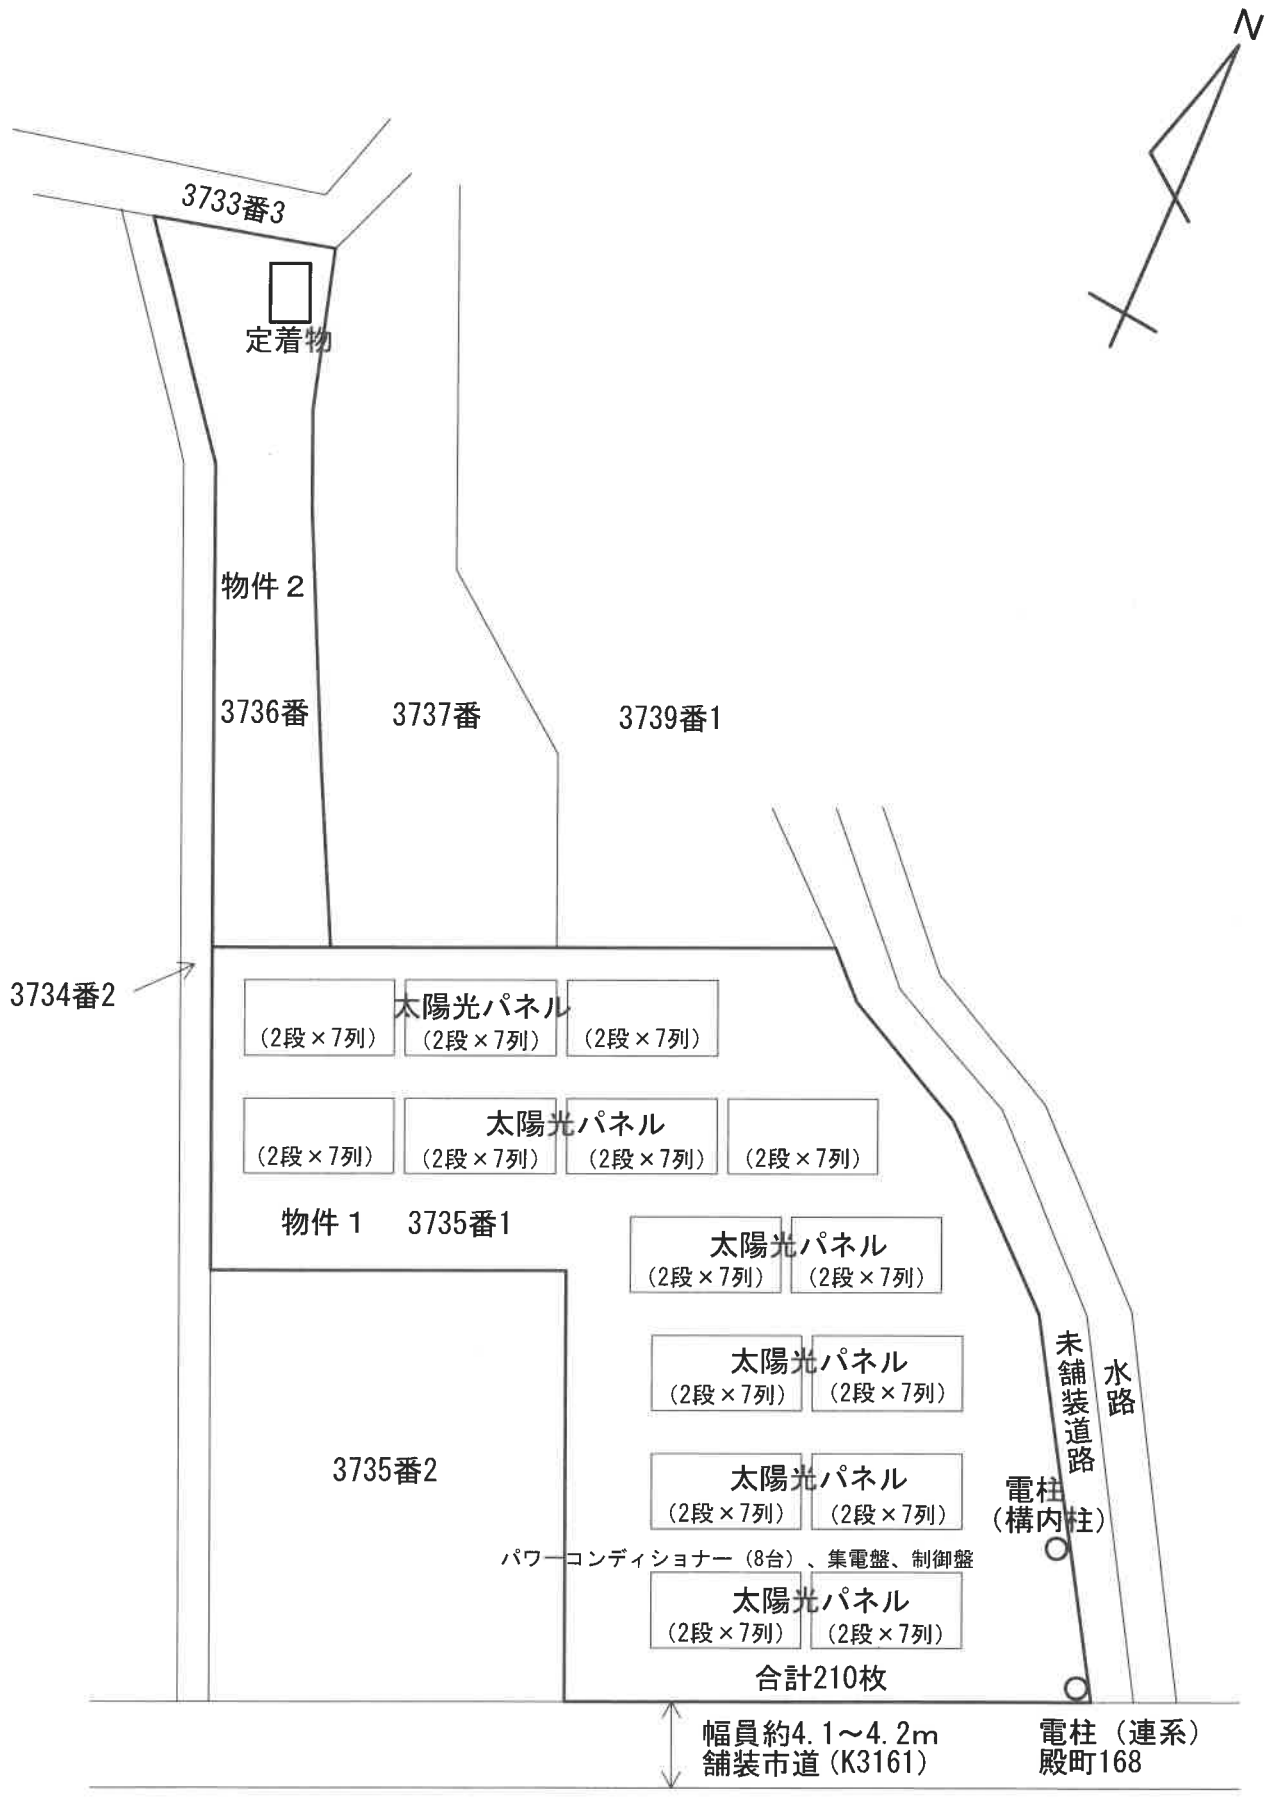 N
3733番3
定着物
物件2
3736番
3737番
3739番1
3734番2
太陽光パネル
(2段×7列)
(2段×7列)
(2段×7列)
太陽光パネル
(2段×7列)
(2段×7列)
(2段×7列)
(2段×7列)
物件1 3735番1
太陽光パネル
(2段×7列)
(2段×7列)
太陽光パネル
(2段×7列)
(2段×7列)
未舗装道路
水路
3735番2
太陽光パネル
(2段×7列)
(2段×7列)
電柱
(構内柱)
パワーコンディショナー(8台)、集電盤、制御盤
太陽光パネル
(2段×7列)
(2段×7列)
合計210枚
幅員約4.1～4.2m
舗装市道(K3161)
電柱(連系)
殿町168